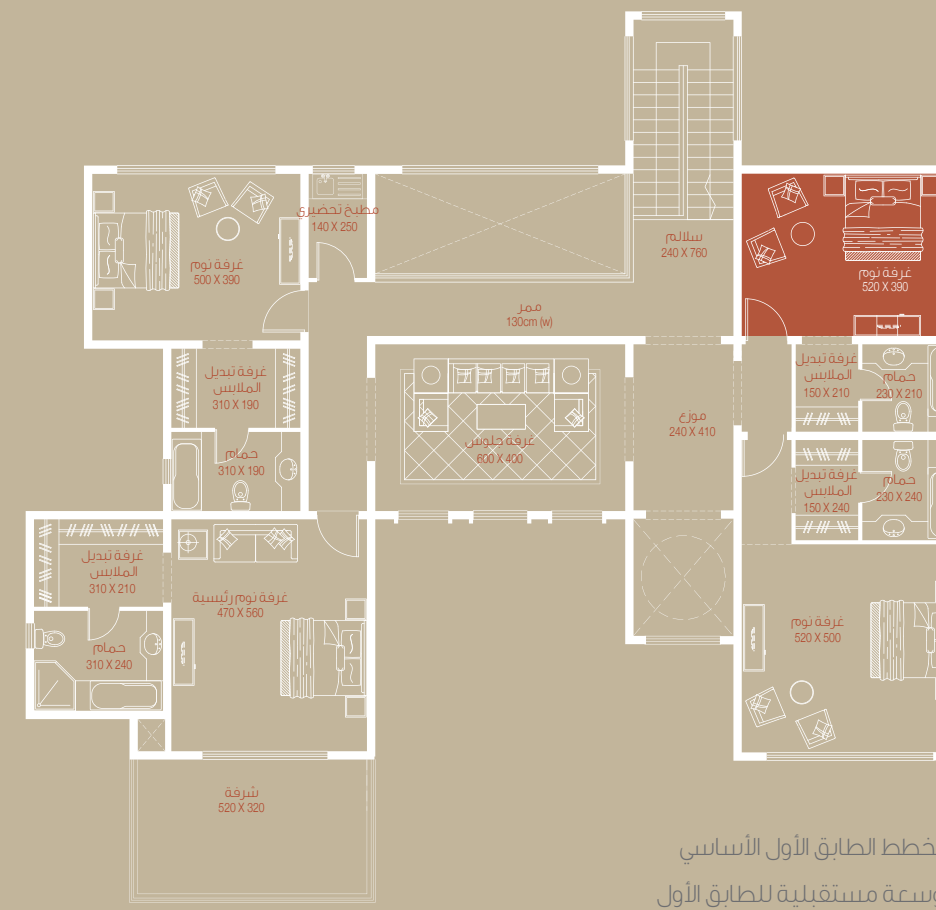 مطبخ تحضيري
140 X 250
سلالم
240 X 760
غرفة نوم
500 X 390
غرفة نوم
520 X 390
ممر
130cm (w)
غرفة تبديل
الملابس
310 X 190
غرفة تبديل
الملابس
150 X 210
حمام
230 X 210
موزع
240 X 410
غرفة جلوس
600 X 400
حمام
310 X 190
غرفة تبديل
الملابس
150 X 240
حمام
230 X 240
غرفة تبديل
الملابس
310 X 210
غرفة نوم رئيسية
470 X 560
غرفة نوم
520 X 500
حمام
310 X 240
شرفة
520 X 320
خطط الطابق الأول الأساسي
وسعة مستقبلية للطابق الأول